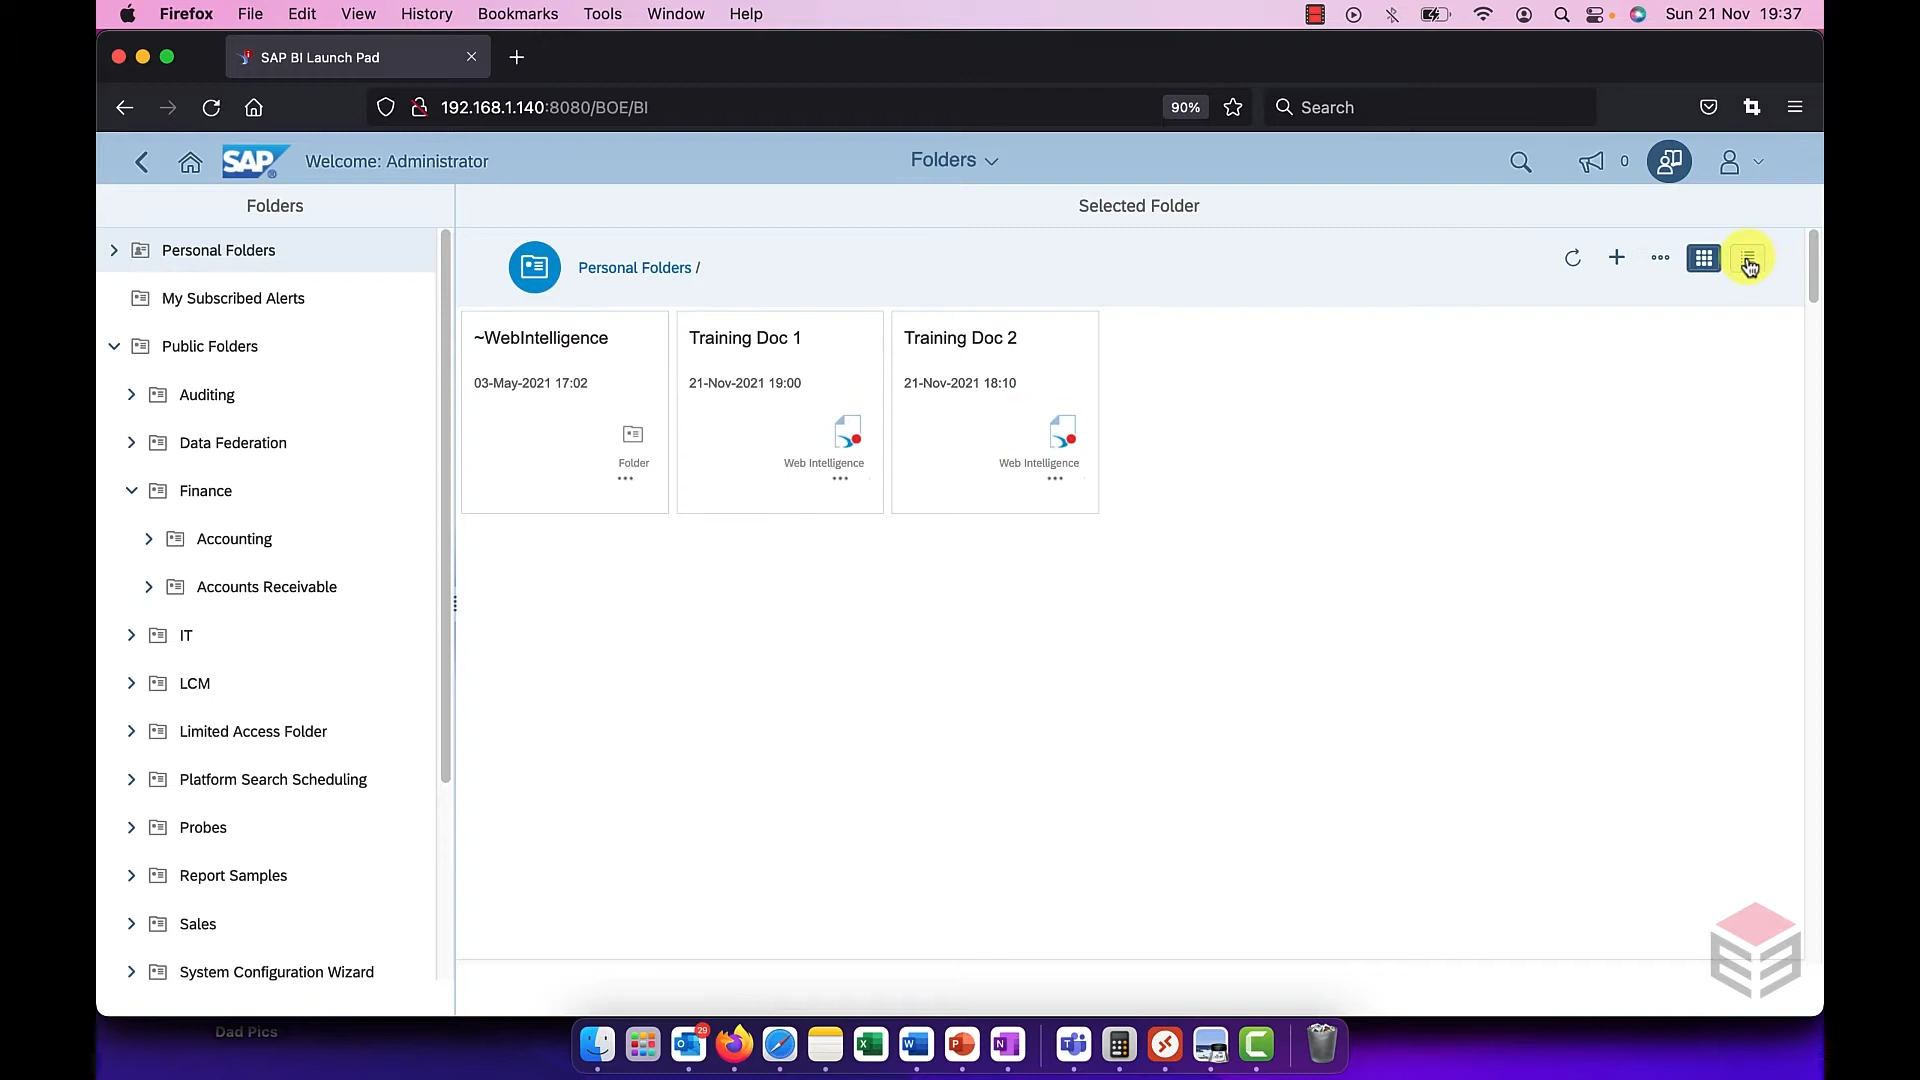 Firefox File Edit View History Bookmarks Tools Window Help Sun 21 Nov 19:37
SAP BI Launch Pad
192.168.1.140:8080/BOE/BI 90% Search
SAP Welcome: Administrator Folders 0
Folders Selected Folder
Personal Folders
Personal Folders /
My Subscribed Alerts
Public Folders
Auditing
Data Federation
Finance
Accounting
Accounts Receivable
IT
LCM
Limited Access Folder
Platform Search Scheduling
Probes
Report Samples
Sales
System Configuration Wizard
~WebIntelligence
03-May-2021 17:02
Folder
Training Doc 1
21-Nov-2021 19:00
Web Intelligence
Training Doc 2
21-Nov-2021 18:10
Web Intelligence
Dad Pics
29